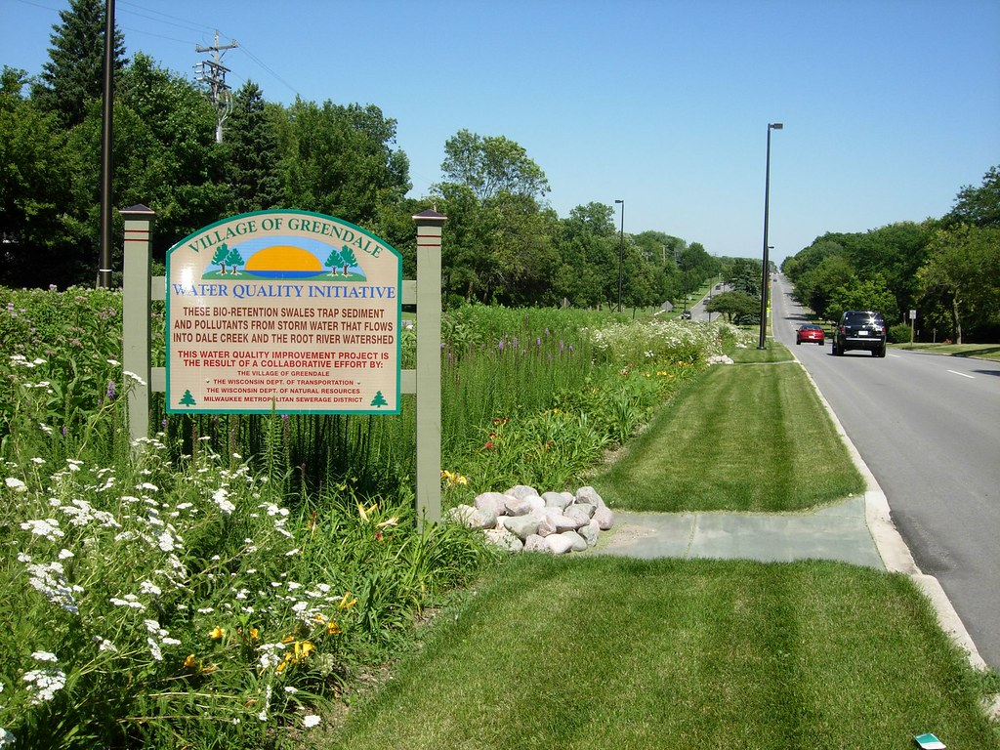 VILLAGE OF GREENDALE
WATER QUALITY INITIATIVE
THESE BIO-RETENTION SWALES TRAP SEDIMENT
AND POLLUTANTS FROM STORM WATER THAT FLOWS
INTO DALE CREEK AND THE ROOT RIVER WATERSHED
THIS WATER QUALITY IMPROVEMENT PROJECT IS
THE RESULT OF A COLLABORATIVE EFFORT BY:
THE VILLAGE OF GREENDALE
• THE WISCONSIN DEPT. OF TRANSPORTATION •
THE WISCONSIN DEPT. OF NATURAL RESOURCES
MILWAUKEE METROPOLITAN SEWERAGE DISTRICT